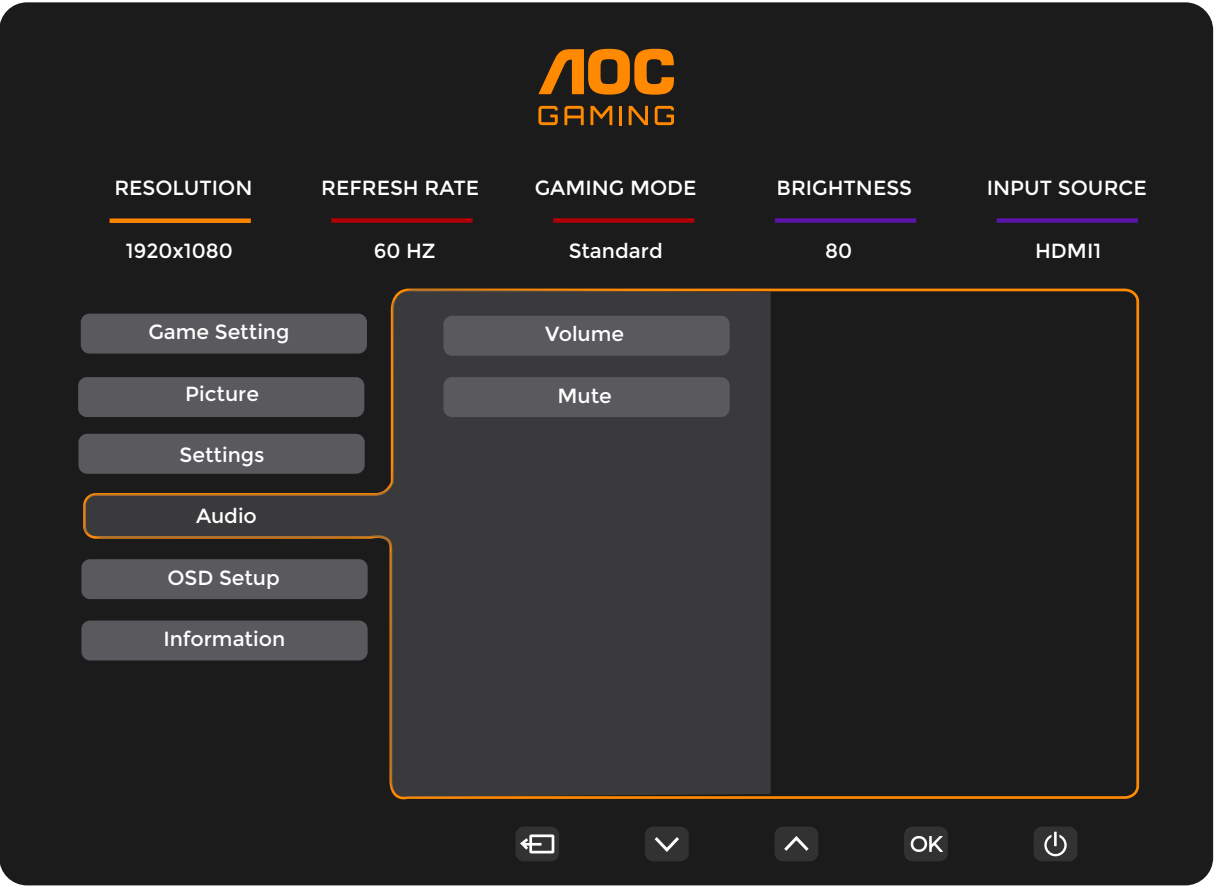 AOC
GAMING
RESOLUTION REFRESH RATE GAMING MODE BRIGHTNESS INPUT SOURCE
1920x1080 60 HZ Standard 80 HDMI1
Game Setting
Volume
Picture
Mute
Settings
Audio
OSD Setup
Information
OK